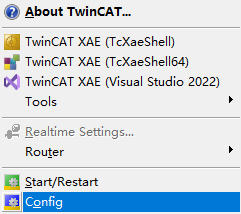 About TwinCAT...
TwinCAT XAE (TcXaeShell)
TwinCAT XAE (TcXaeShell64)
TwinCAT XAE (Visual Studio 2022)
Tools
Realtime Settings...
Router
Start/Restart
Config